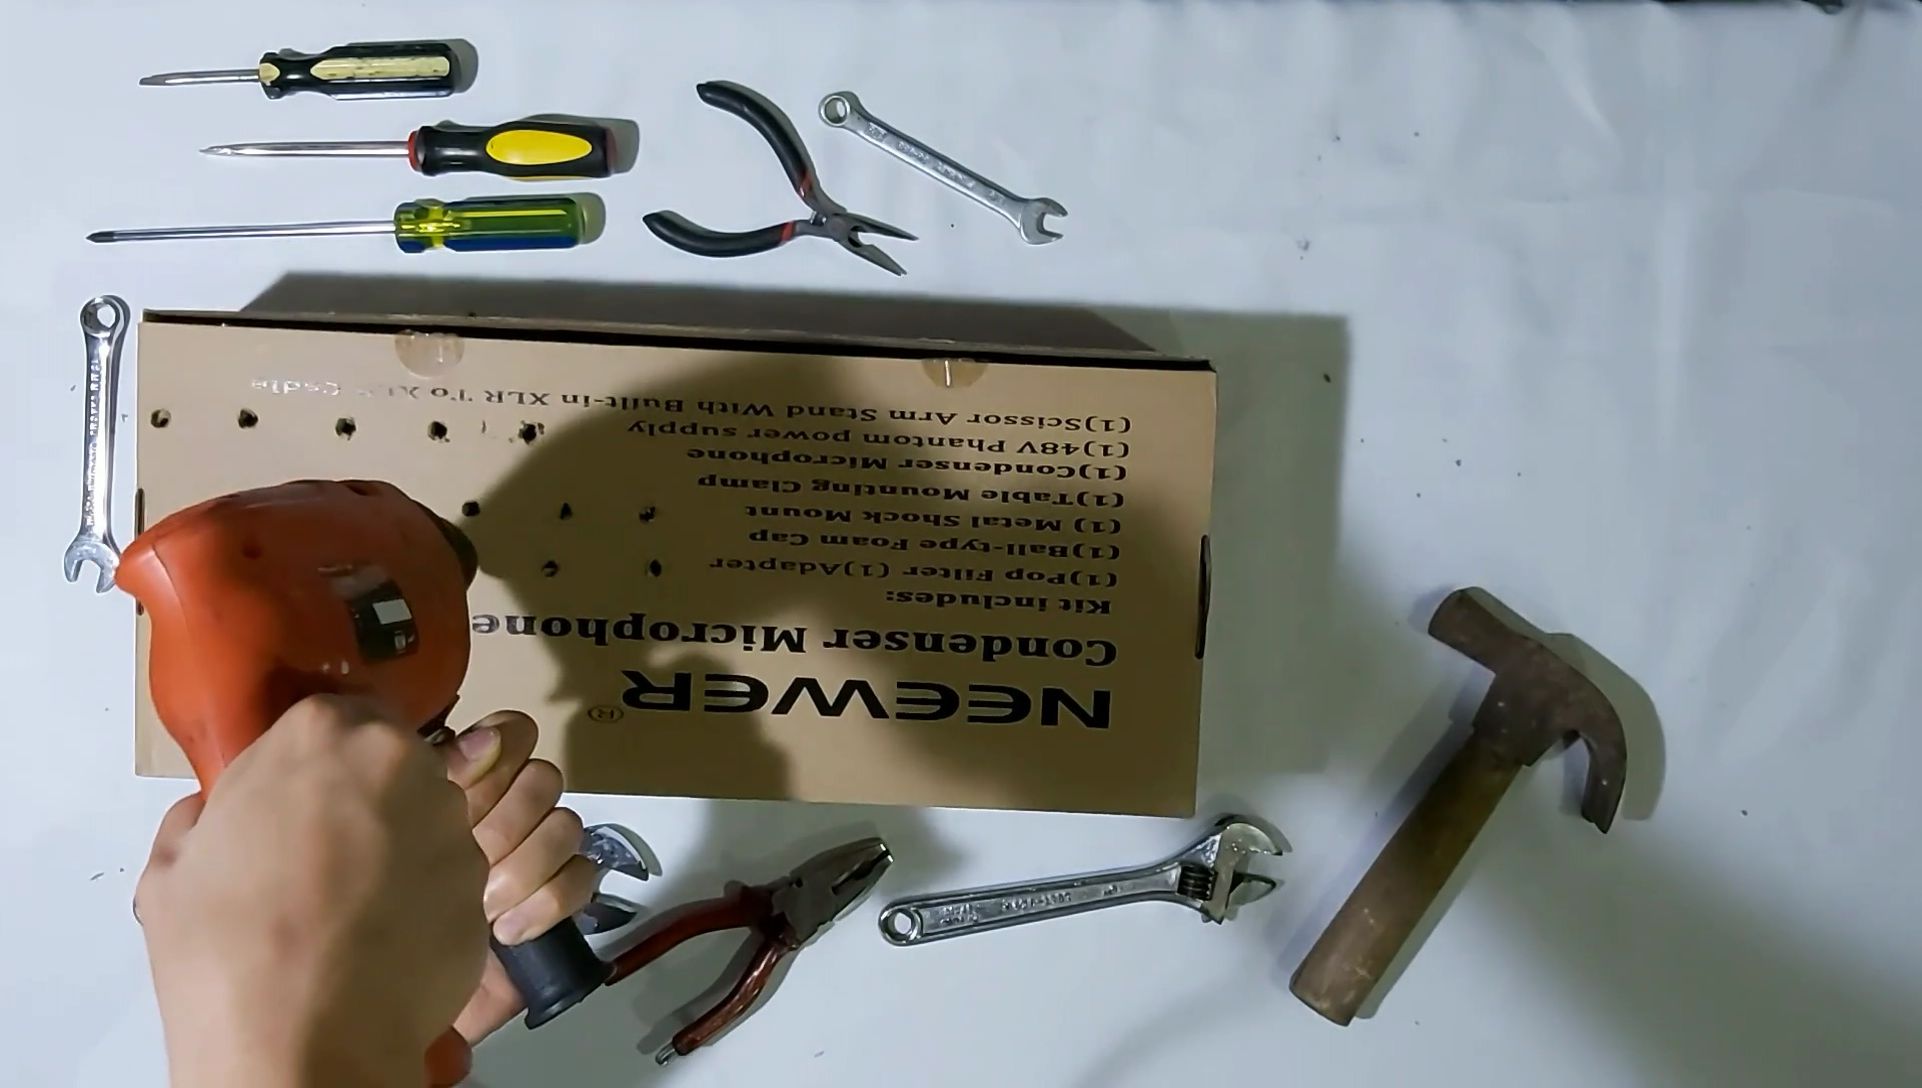 NEEWER®
Condenser Microphone
Kit includes:
(1)Pop Filter (1)Adapter
(1)Ball-type Foam Cap
(1) Metal Shock Mount
(1)Table Mounting Clamp
(1)Condenser Microphone
(1)48V Phantom power supply
(1)Scissor Arm Stand With Built-in XLR To XLR Cable